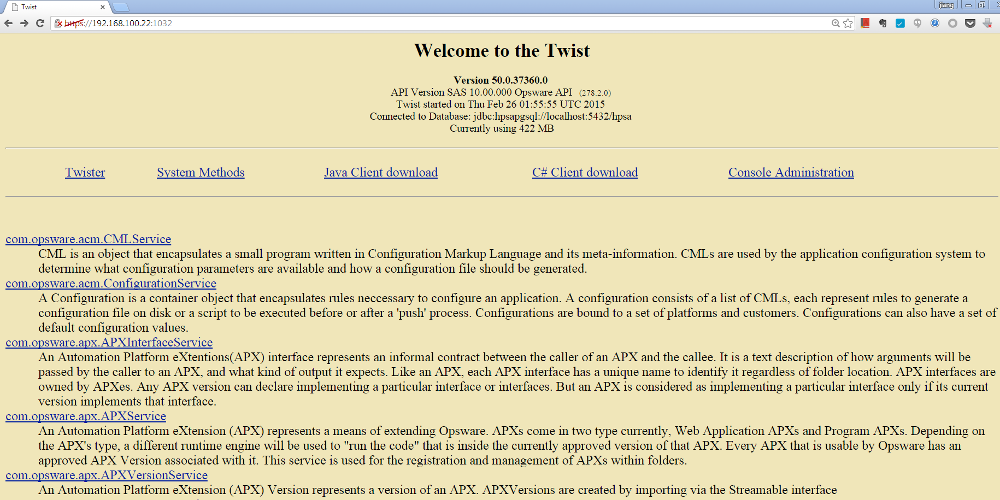 Twist
jiang
https://192.168.100.22:1032
Welcome to the Twist
Version 50.0.37360.0
API Version SAS 10.00.000 Opsware API (278.2.0)
Twist started on Thu Feb 26 01:55:55 UTC 2015
Connected to Database: jdbc:hpsapgsql://localhost:5432/hpsa
Currently using 422 MB
Twister System Methods Java Client download C# Client download Console Administration
com.opsware.acm.CMLService
CML is an object that encapsulates a small program written in Configuration Markup Language and its meta-information. CMLs are used by the application configuration system to
determine what configuration parameters are available and how a configuration file should be generated.
com.opsware.acm.ConfigurationService
A Configuration is a container object that encapsulates rules neccessary to configure an application. A configuration consists of a list of CMLs, each represent rules to generate a
configuration file on disk or a script to be executed before or after a 'push' process. Configurations are bound to a set of platforms and customers. Configurations can also have a set of
default configuration values.
com.opsware.apx.APXInterfaceService
An Automation Platform eXtentions(APX) interface represents an informal contract between the caller of an APX and the callee. It is a text description of how arguments will be
passed by the caller to an APX, and what kind of output it expects. Like an APX, each APX interface has a unique name to identify it regardless of folder location. APX interfaces are
owned by APXes. Any APX version can declare implementing a particular interface or interfaces. But an APX is considered as implementing a particular interface only if its current
version implements that interface.
com.opsware.apx.APXService
An Automation Platform eXtension (APX) represents a means of extending Opsware. APXs come in two type currently, Web Application APXs and Program APXs. Depending on
the APX's type, a different runtime engine will be used to "run the code" that is inside the currently approved version of that APX. Every APX that is usable by Opsware has an
approved APX Version associated with it. This service is used for the registration and management of APXs within folders.
com.opsware.apx.APXVersionService
An Automation Platform eXtension (APX) Version represents a version of an APX. APXVersions are created by importing via the Streamable interface